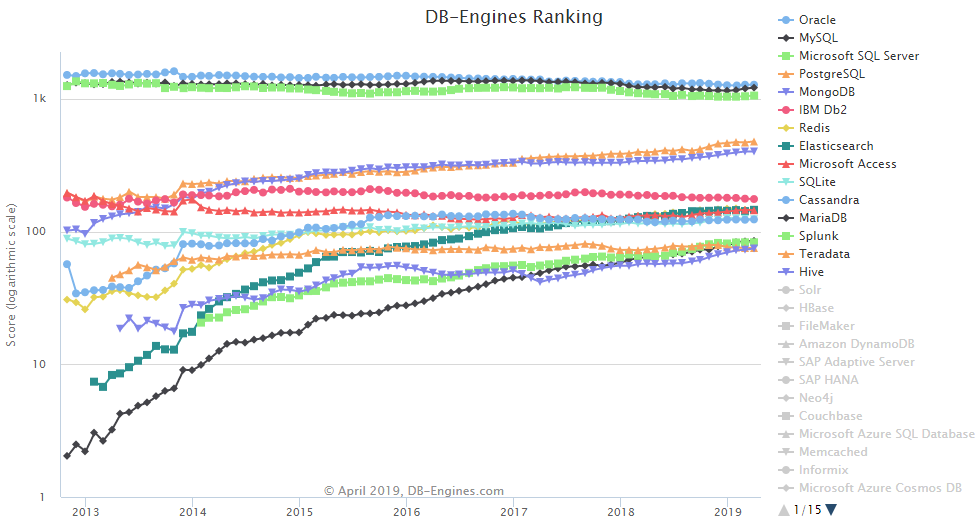 DB-Engines Ranking
Score (logarithmic scale)
1k
100
10
1
2013
2014
2015
2016
2017
2018
2019
© April 2019, DB-Engines.com
Oracle
MySQL
Microsoft SQL Server
PostgreSQL
MongoDB
IBM Db2
Redis
Elasticsearch
Microsoft Access
SQLite
Cassandra
MariaDB
Splunk
Teradata
Hive
Solr
HBase
FileMaker
Amazon DynamoDB
SAP Adaptive Server
SAP HANA
Neo4j
Couchbase
Microsoft Azure SQL Database
Memcached
Informix
Microsoft Azure Cosmos DB
1/15